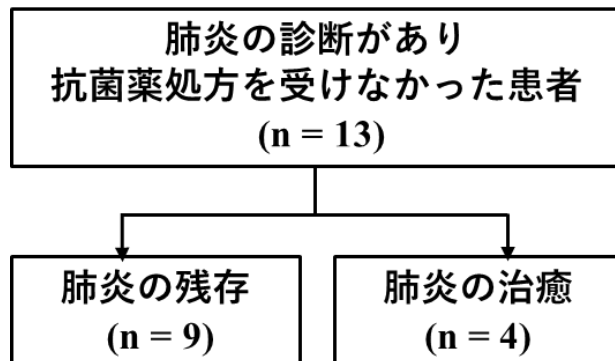 肺炎の診断があり
抗菌薬処方を受けなかった患者
(n = 13)
肺炎の残存
(n = 9)
肺炎の治癒
(n = 4)